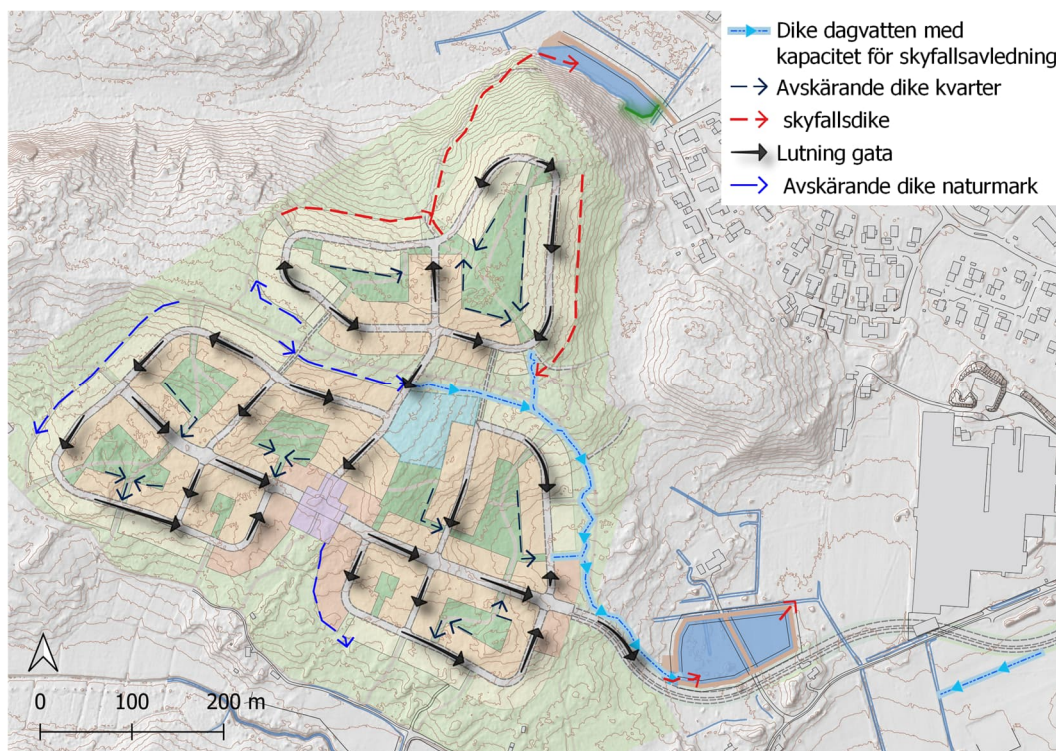 Dike dagvatten med
kapacitet för skyfallsavledning
Avskärande dike kvarter
skyfallsdike
Lutning gata
Avskärande dike naturmark
0 100 200 m